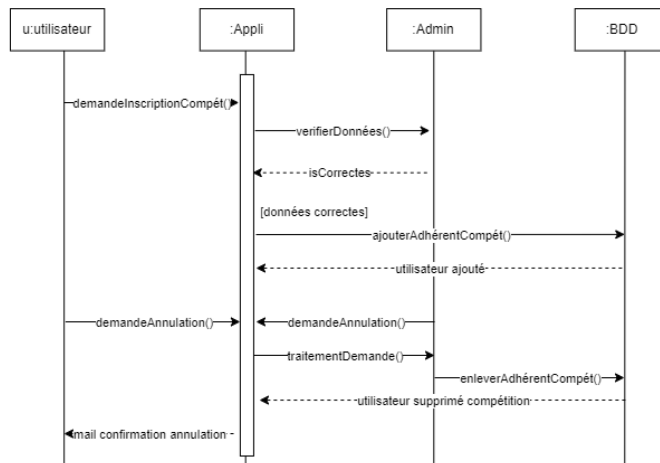 u:utilisateur
:Appli
:Admin
:BDD
demandeInscriptionCompét()
verifierDonnées()
isCorrectes
[données correctes]
ajouterAdhérentCompét()
utilisateur ajouté
demandeAnnulation()
demandeAnnulation()
traitementDemande()
enleverAdhérentCompét()
utilisateur supprimé compétition
mail confirmation annulation